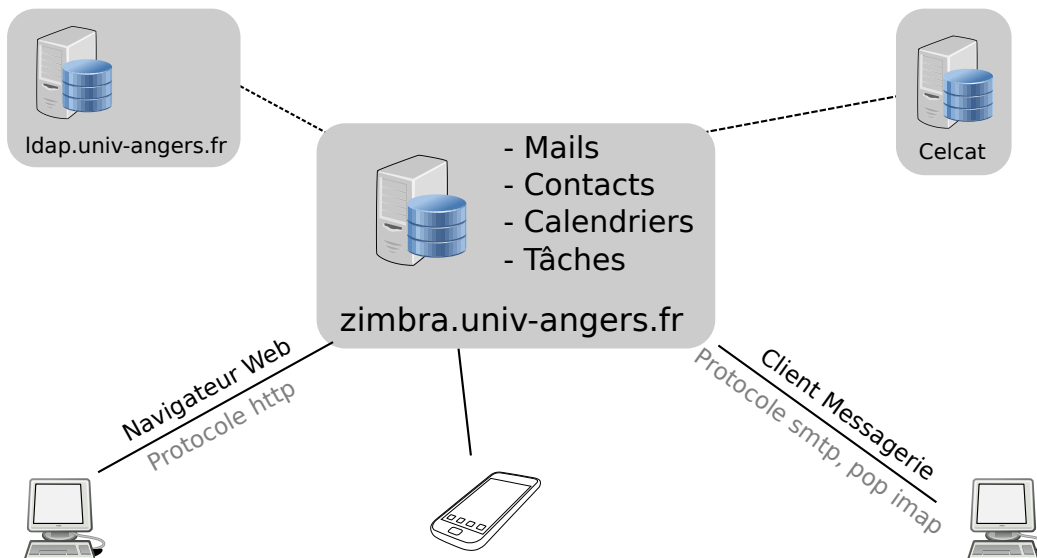 ldap.univ-angers.fr
Celcat
- Mails
- Contacts
- Calendriers
- Tâches
zimbra.univ-angers.fr
Navigateur Web
Protocole http
Client Messagerie
Protocole smtp, pop imap